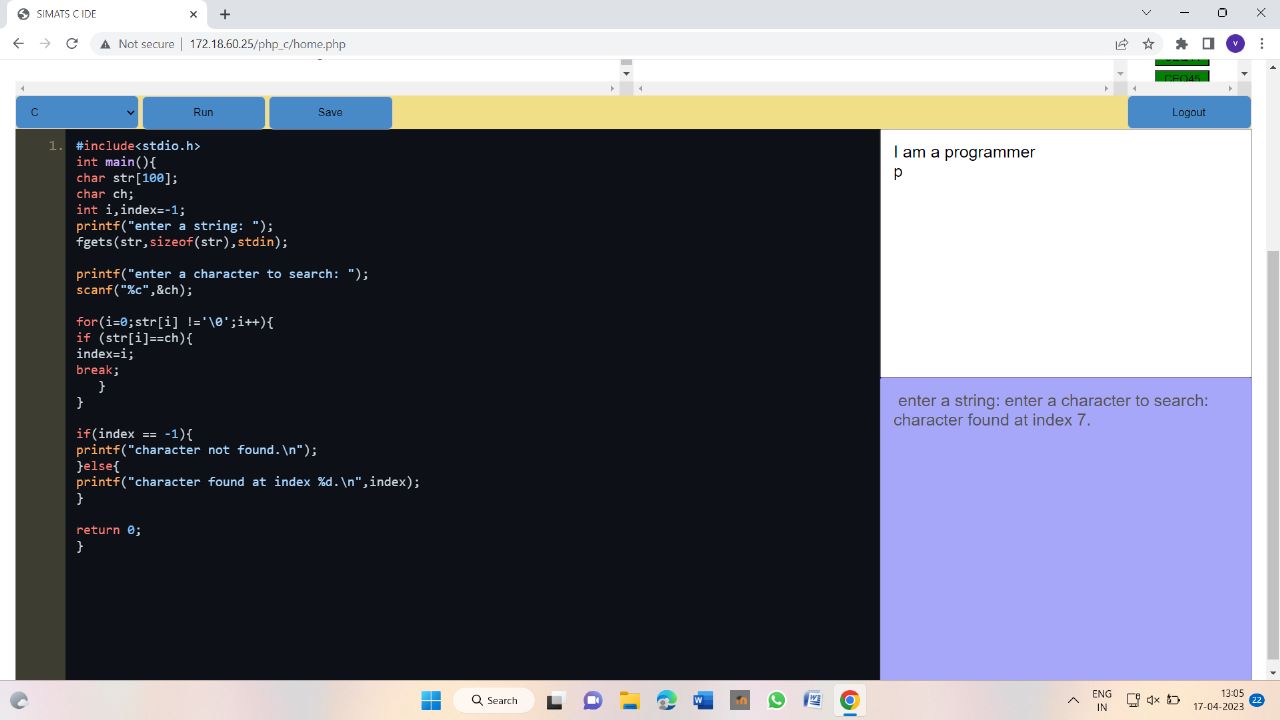 SIMATS C IDE
Not secure | 172.18.60.25/php_c/home.php
v
CEQ45
C
Run
Save
Logout
1.
#include<stdio.h>
int main(){
char str[100];
char ch;
int i,index=-1;
printf("enter a string: ");
fgets(str,sizeof(str),stdin);
printf("enter a character to search: ");
scanf("%c",&ch);
for(i=0;str[i] !='\0';i++){
if (str[i]==ch){
index=i;
break;
}
}
if(index == -1){
printf("character not found.\n");
}else{
printf("character found at index %d.\n",index);
}
return 0;
}
I am a programmer
p
enter a string: enter a character to search:
character found at index 7.
Search
ENG
IN
13:05
17-04-2023
22